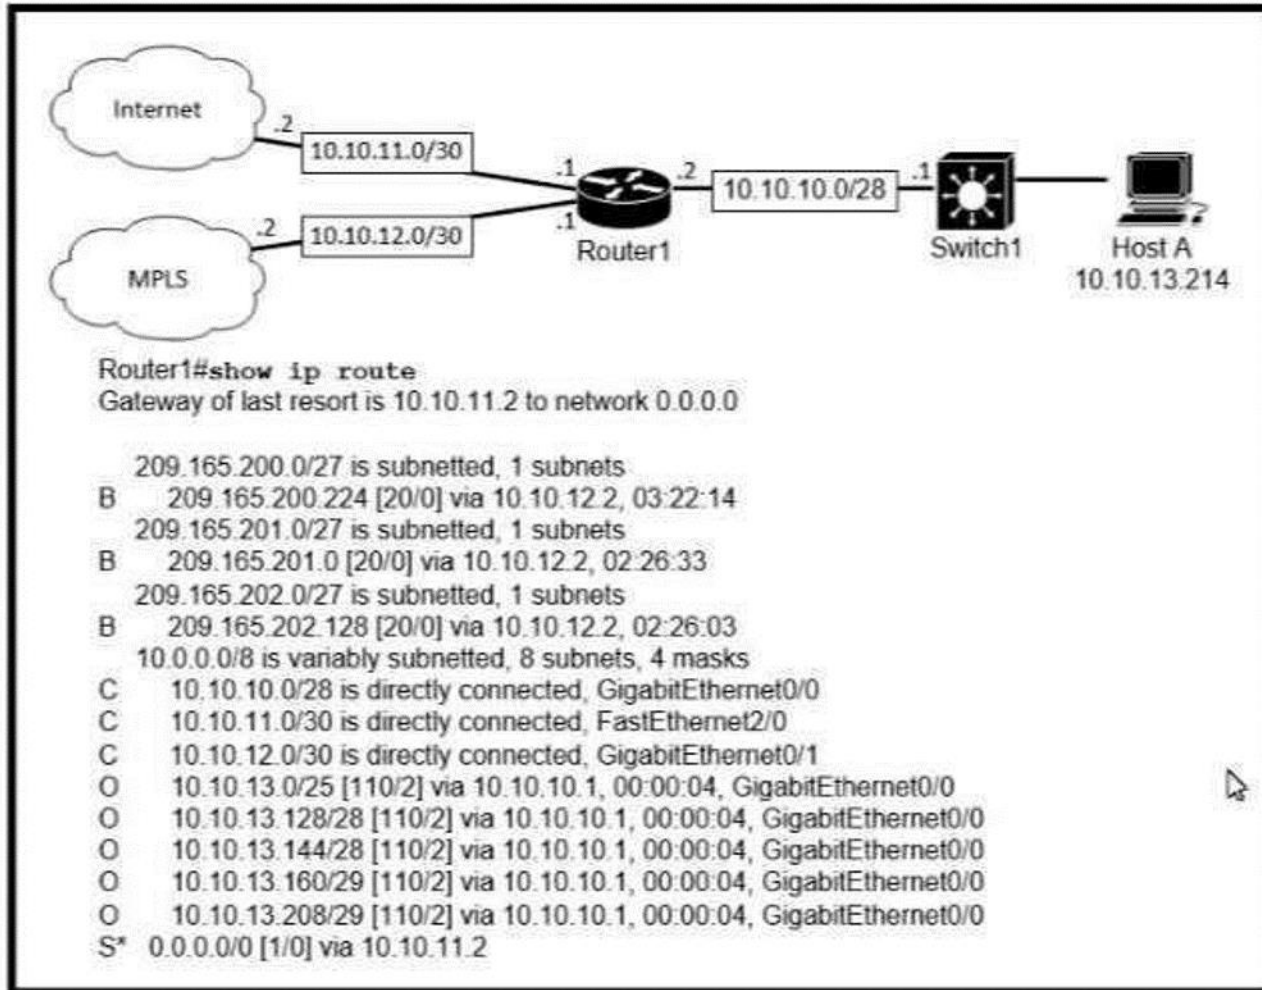 Internet
.2
10.10.11.0/30
.1
.2
10.10.10.0/28
.1
.2
10.10.12.0/30
.1
Router1
Switch1
Host A
10.10.13.214
MPLS
Router1#show ip route
Gateway of last resort is 10.10.11.2 to network 0.0.0.0
209.165.200.0/27 is subnetted, 1 subnets
B 209.165.200.224 [20/0] via 10.10.12.2, 03:22:14
209.165.201.0/27 is subnetted, 1 subnets
B 209.165.201.0 [20/0] via 10.10.12.2, 02:26:33
209.165.202.0/27 is subnetted, 1 subnets
B 209.165.202.128 [20/0] via 10.10.12.2, 02:26:03
10.0.0.0/8 is variably subnetted, 8 subnets, 4 masks
C 10.10.10.0/28 is directly connected, GigabitEthernet0/0
C 10.10.11.0/30 is directly connected, FastEthernet2/0
C 10.10.12.0/30 is directly connected, GigabitEthernet0/1
O 10.10.13.0/25 [110/2] via 10.10.10.1, 00:00:04, GigabitEthernet0/0
O 10.10.13.128/28 [110/2] via 10.10.10.1, 00:00:04, GigabitEthernet0/0
O 10.10.13.144/28 [110/2] via 10.10.10.1, 00:00:04, GigabitEthernet0/0
O 10.10.13.160/29 [110/2] via 10.10.10.1, 00:00:04, GigabitEthernet0/0
O 10.10.13.208/29 [110/2] via 10.10.10.1, 00:00:04, GigabitEthernet0/0
S* 0.0.0.0/0 [1/0] via 10.10.11.2